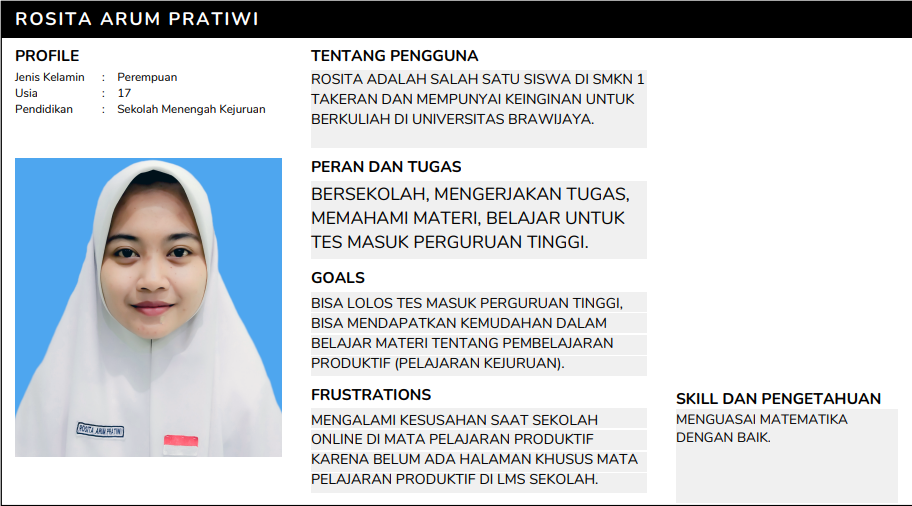 ROSITA ARUM PRATIWI
PROFILE
Jenis Kelamin : Perempuan
Usia : 17
Pendidikan : Sekolah Menengah Kejuruan
ROSITA ARUM PRATIWI
TENTANG PENGGUNA
ROSITA ADALAH SALAH SATU SISWA DI SMKN 1
TAKERAN DAN MEMPUNYAI KEINGINAN UNTUK
BERKULIAH DI UNIVERSITAS BRAWIJAYA.
PERAN DAN TUGAS
BERSEKOLAH, MENGERJAKAN TUGAS,
MEMAHAMI MATERI, BELAJAR UNTUK
TES MASUK PERGURUAN TINGGI.
GOALS
BISA LOLOS TES MASUK PERGURUAN TINGGI,
BISA MENDAPATKAN KEMUDAHAN DALAM
BELAJAR MATERI TENTANG PEMBELAJARAN
PRODUKTIF (PELAJARAN KEJURUAN).
FRUSTRATIONS
MENGALAMI KESUSAHAN SAAT SEKOLAH
ONLINE DI MATA PELAJARAN PRODUKTIF
KARENA BELUM ADA HALAMAN KHUSUS MATA
PELAJARAN PRODUKTIF DI LMS SEKOLAH.
SKILL DAN PENGETAHUAN
MENGUASAI MATEMATIKA
DENGAN BAIK.